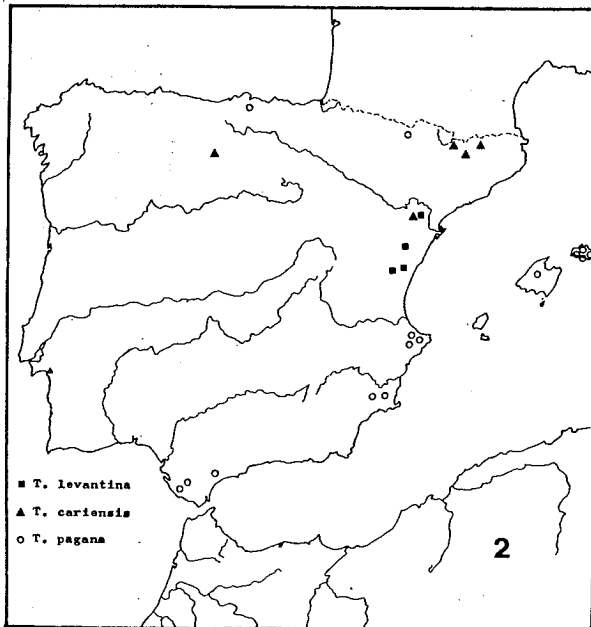 ■ T. levantina
▲ T. cariensis
○ T. pagana
2